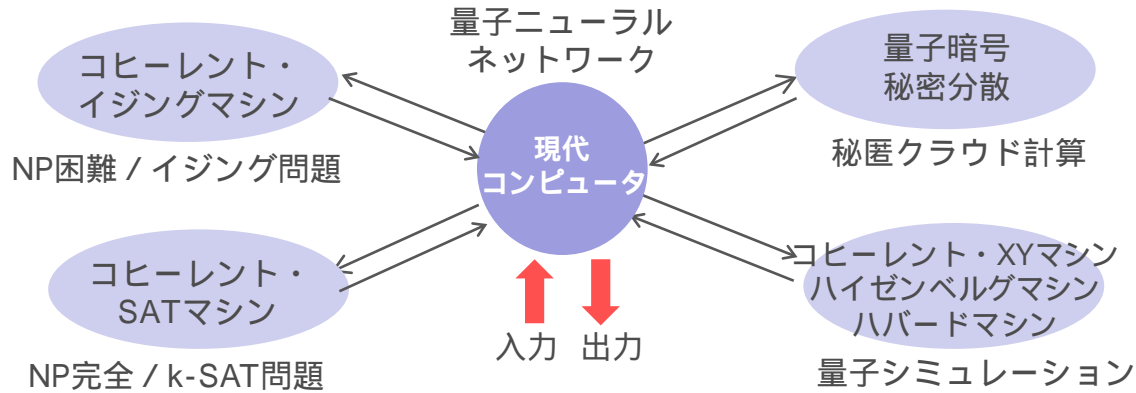 量子ニューラル
ネットワーク
コヒーレント・
イジングマシン
NP困難 / イジング問題
量子暗号
秘密分散
秘匿クラウド計算
現代
コンピュータ
コヒーレント・
SATマシン
NP完全 / k-SAT問題
入力 出力
コヒーレント・XYマシン
ハイゼンベルグマシン
ハバードマシン
量子シミュレーション